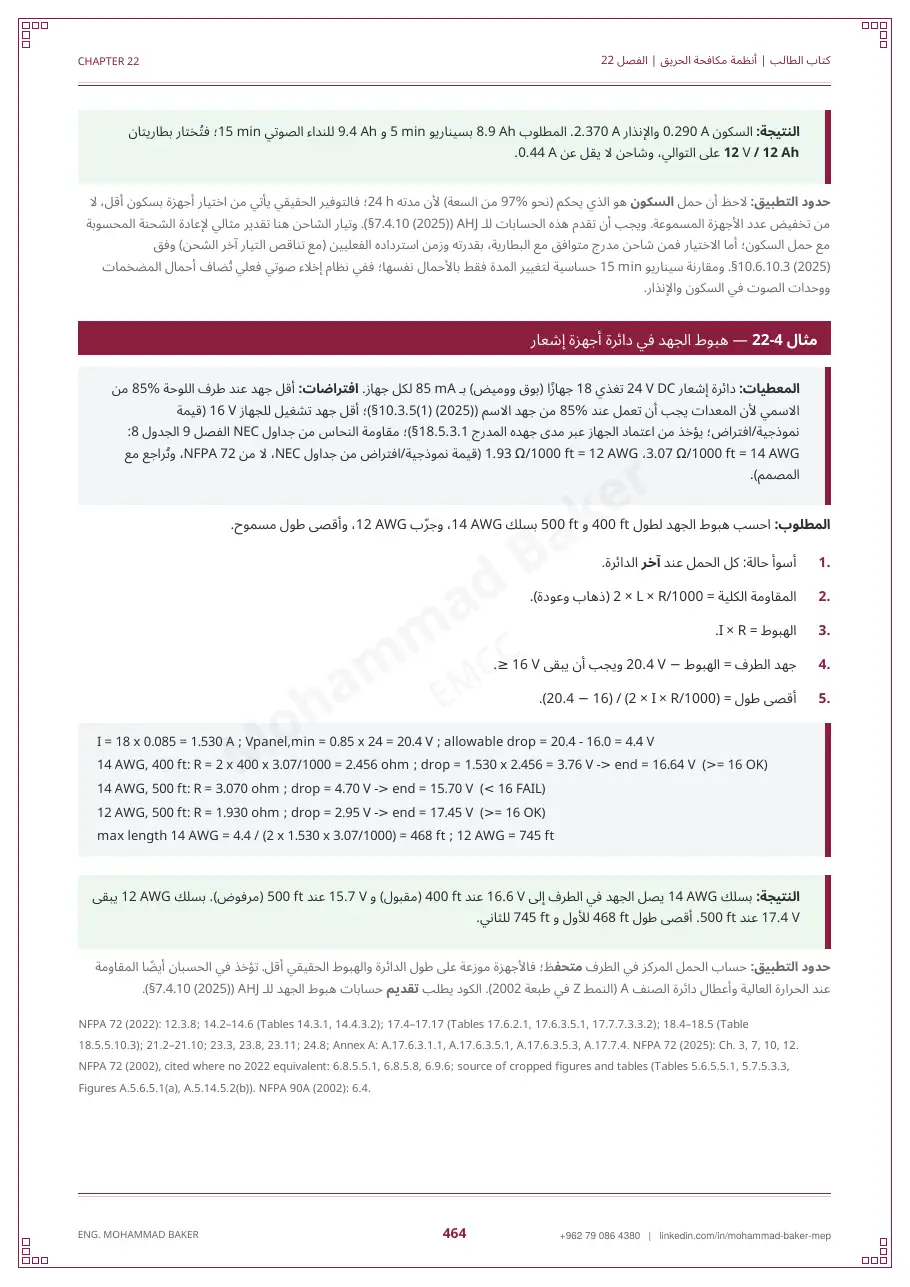 CHAPTER 22
كتاب الطالب | أنظمة مكافحة الحريق | الفصل 22
النتيجة: السكون 0.290 A والإنذار 2.370 A. المطلوب 8.9 Ah بسيناريو 5 min و 9.4 Ah للنداء الصوتي 15 min؛ فتُختار بطاريتان
12 V / 12 Ah على التوالي، وشاحن لا يقل عن 0.44 A.
حدود التطبيق: لاحظ أن حمل السكون هو الذي يحكم (نحو 97% من السعة) لأن مدته 24 h؛ فالتوفير الحقيقي يأتي من اختيار أجهزة بسكون أقل، لا
من تخفيض عدد الأجهزة المسموعة. ويجب أن تقدم هذه الحسابات للـ AHJ (§7.4.10 (2025)). وتيار الشاحن هنا تقدير مثالي لإعادة الشحنة المحسوبة
مع حمل السكون؛ أما الاختيار فمن شاحن مدرج متوافق مع البطارية، بقدرته وزمن استرداده الفعليين (مع تناقص التيار آخر الشحن) وفق
§10.6.10.3 (2025). ومقارنة سيناريو 15 min حساسية لتغيير المدة فقط بالأحمال نفسها؛ ففي نظام إخلاء صوتي فعلي تُضاف أحمال المضخمات
ووحدات الصوت في السكون والإنذار.
مثال 4-22 — هبوط الجهد في دائرة أجهزة إشعار
المعطيات: دائرة إشعار 24 V DC تغذي 18 جهازًا (بوق ووميض) بـ 85 mA لكل جهاز. افتراضات: أقل جهد عند طرف اللوحة 85% من
الاسمي لأن المعدات يجب أن تعمل عند 85% من جهد الاسم (§10.3.5(1) (2025))؛ أقل جهد تشغيل للجهاز 16 V (قيمة
نموذجية/افتراض؛ يؤخذ من اعتماد الجهاز عبر مدى جهده المدرج §18.5.3.1)؛ مقاومة النحاس من جداول NEC الفصل 9 الجدول 8:
14 AWG = 3.07 Ω/1000 ft، 12 AWG = 1.93 Ω/1000 ft (قيمة نموذجية/افتراض من جداول NEC، لا من NFPA 72، وتُراجع مع
المصمم).
المطلوب: احسب هبوط الجهد لطول 400 ft و 500 ft بسلك 14 AWG، وجرّب 12 AWG، وأقصى طول مسموح.
1. أسوأ حالة: كل الحمل عند آخر الدائرة.
2. المقاومة الكلية = 2 × L × R/1000 (ذهاب وعودة).
3. الهبوط = I × R.
4. جهد الطرف = 20.4 V − الهبوط ويجب أن يبقى ≥ 16 V.
5. أقصى طول = (20.4 − 16) / (2 × I × R/1000).
I = 18 x 0.085 = 1.530 A ; Vpanel,min = 0.85 x 24 = 20.4 V ; allowable drop = 20.4 - 16.0 = 4.4 V
14 AWG, 400 ft: R = 2 x 400 x 3.07/1000 = 2.456 ohm ; drop = 1.530 x 2.456 = 3.76 V -> end = 16.64 V (>= 16 OK)
14 AWG, 500 ft: R = 3.070 ohm ; drop = 4.70 V -> end = 15.70 V (< 16 FAIL)
12 AWG, 500 ft: R = 1.930 ohm ; drop = 2.95 V -> end = 17.45 V (>= 16 OK)
max length 14 AWG = 4.4 / (2 x 1.530 x 3.07/1000) = 468 ft ; 12 AWG = 745 ft
النتيجة: بسلك 14 AWG يصل الجهد في الطرف إلى 16.6 V عند 400 ft (مقبول) و 15.7 V عند 500 ft (مرفوض). بسلك 12 AWG يبقى
17.4 V عند 500 ft. أقصى طول 468 ft للأول و 745 ft للثاني.
حدود التطبيق: حساب الحمل المركز في الطرف متحفظ؛ فالأجهزة موزعة على طول الدائرة والهبوط الحقيقي أقل. تؤخذ في الحسبان أيضًا المقاومة
عند الحرارة العالية وأعطال دائرة الصنف A (النمط Z في طبعة 2002). الكود يطلب تقديم حسابات هبوط الجهد للـ AHJ (§7.4.10 (2025)).
NFPA 72 (2022): 12.3.8; 14.2–14.6 (Tables 14.3.1, 14.4.3.2); 17.4–17.17 (Tables 17.6.2.1, 17.6.3.5.1, 17.7.7.3.3.2); 18.4–18.5 (Table
18.5.5.10.3); 21.2–21.10; 23.3, 23.8, 23.11; 24.8; Annex A: A.17.6.3.1.1, A.17.6.3.5.1, A.17.6.3.5.3, A.17.7.4. NFPA 72 (2025): Ch. 3, 7, 10, 12.
NFPA 72 (2002), cited where no 2022 equivalent: 6.8.5.5.1, 6.8.5.8, 6.9.6; source of cropped figures and tables (Tables 5.6.5.5.1, 5.7.5.3.3,
Figures A.5.6.5.1(a), A.5.14.5.2(b)). NFPA 90A (2002): 6.4.
Mohammad Baker
EMCC
ENG. MOHAMMAD BAKER
464
+962 79 086 4380 | linkedin.com/in/mohammad-baker-mep